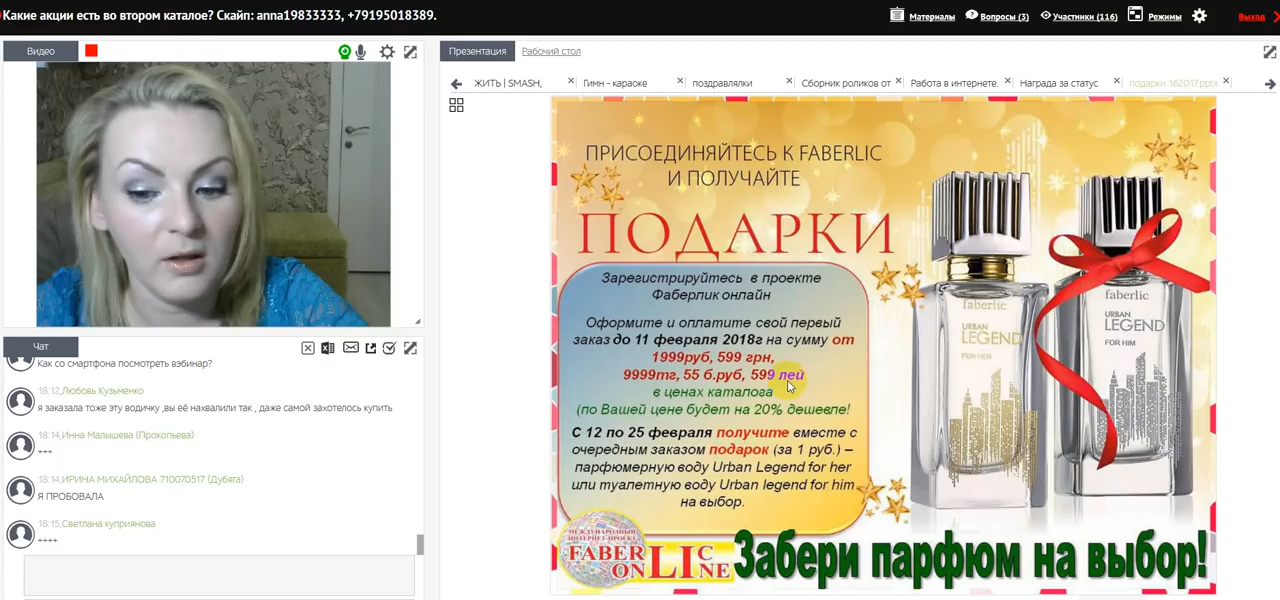 Какие акции есть во втором каталое? Скайп: anna19833333, +79195018389.
Материалы
Вопросы (3)
Участники (116)
Режимы
Выход
Видео
Презентация
Рабочий стол
ЖИТЬ | SMASH,
Гимн - караоке
поздравлялки
Сборник роликов от
Работа в интернете.
Награда за статус
подарки 162017.pptx
ПРИСОЕДИНЯЙТЕСЬ К FABERLIC
И ПОЛУЧАЙТЕ
ПОДАРКИ
Зарегистрируйтесь в проекте
Фаберлик онлайн
Оформите и оплатите свой первый
заказ до 11 февраля 2018г на сумму от
1999руб, 599 грн,
9999тг, 55 б.руб, 599 лей
в ценах каталога
(по Вашей цене будет на 20% дешевле!
С 12 по 25 февраля получите вместе с
очередным заказом подарок (за 1 руб.) –
парфюмерную воду Urban Legend for her
или туалетную воду Urban legend for him
на выбор.
faberlic
URBAN
LEGEND
FOR HER
faberlic
URBAN
LEGEND
FOR HIM
МЕЖДУНАРОДНЫЙ
ИНТЕРНЕТ-ПРОЕКТ
FABERLIC
ONLINE
Забери парфюм на выбор!
Чат
Как со смартфона посмотреть вэбинар?
18:12, Любовь Кузьменко
я заказала тоже эту водичку ,вы её нахвалили так , даже самой захотелось купить
18:14, Инна Малышева (Прокопьева)
+++
18:14, ИРИНА МИХАЙЛОВА 710070517 (Дубяга)
Я ПРОБОВАЛА
18:15, Светлана куприянова
++++